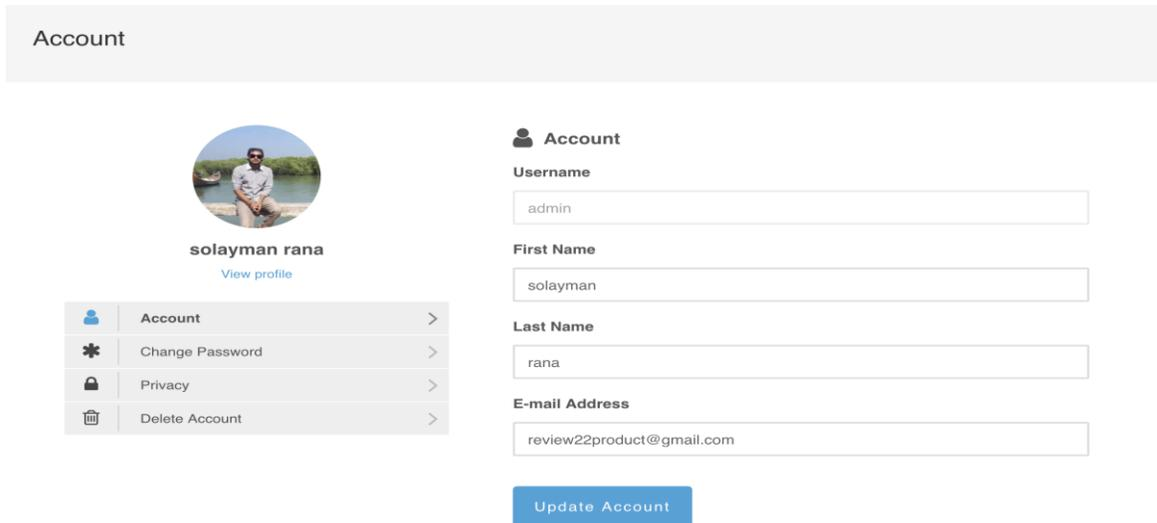 Account
solayman rana
View profile
Account
Change Password
Privacy
Delete Account
Account
Username
admin
First Name
solayman
Last Name
rana
E-mail Address
review22product@gmail.com
Update Account